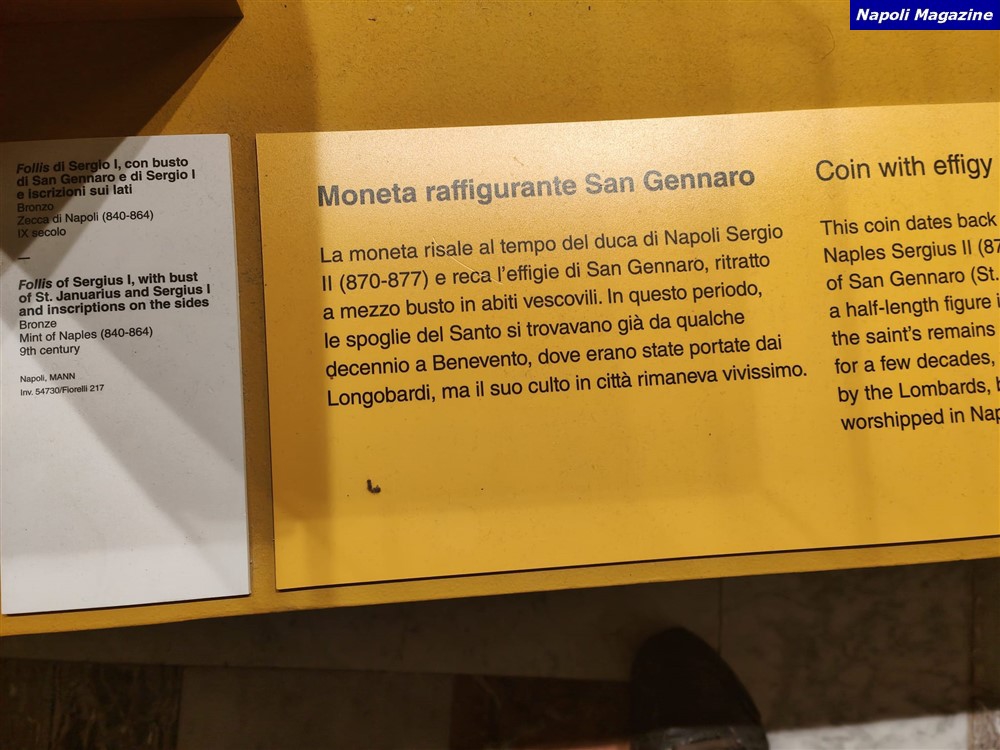 Napoli Magazine
Follis di Sergio I, con busto
di San Gennaro e di Sergio I
e iscrizioni sui lati
Bronzo
Zecca di Napoli (840-864)
IX secolo
—
Follis of Sergius I, with bust
of St. Januarius and Sergius I
and inscriptions on the sides
Bronze
Mint of Naples (840-864)
9th century
Napoli, MANN
Inv. 54730/Fiorelli 217
Moneta raffigurante San Gennaro
La moneta risale al tempo del duca di Napoli Sergio
II (870-877) e reca l'effigie di San Gennaro, ritratto
a mezzo busto in abiti vescovili. In questo periodo,
le spoglie del Santo si trovavano già da qualche
decennio a Benevento, dove erano state portate dai
Longobardi, ma il suo culto in città rimaneva vivissimo.
Coin with effigy
This coin dates back
Naples Sergius II (87
of San Gennaro (St.
a half-length figure i
the saint's remains
for a few decades,
by the Lombards, b
worshipped in Nap